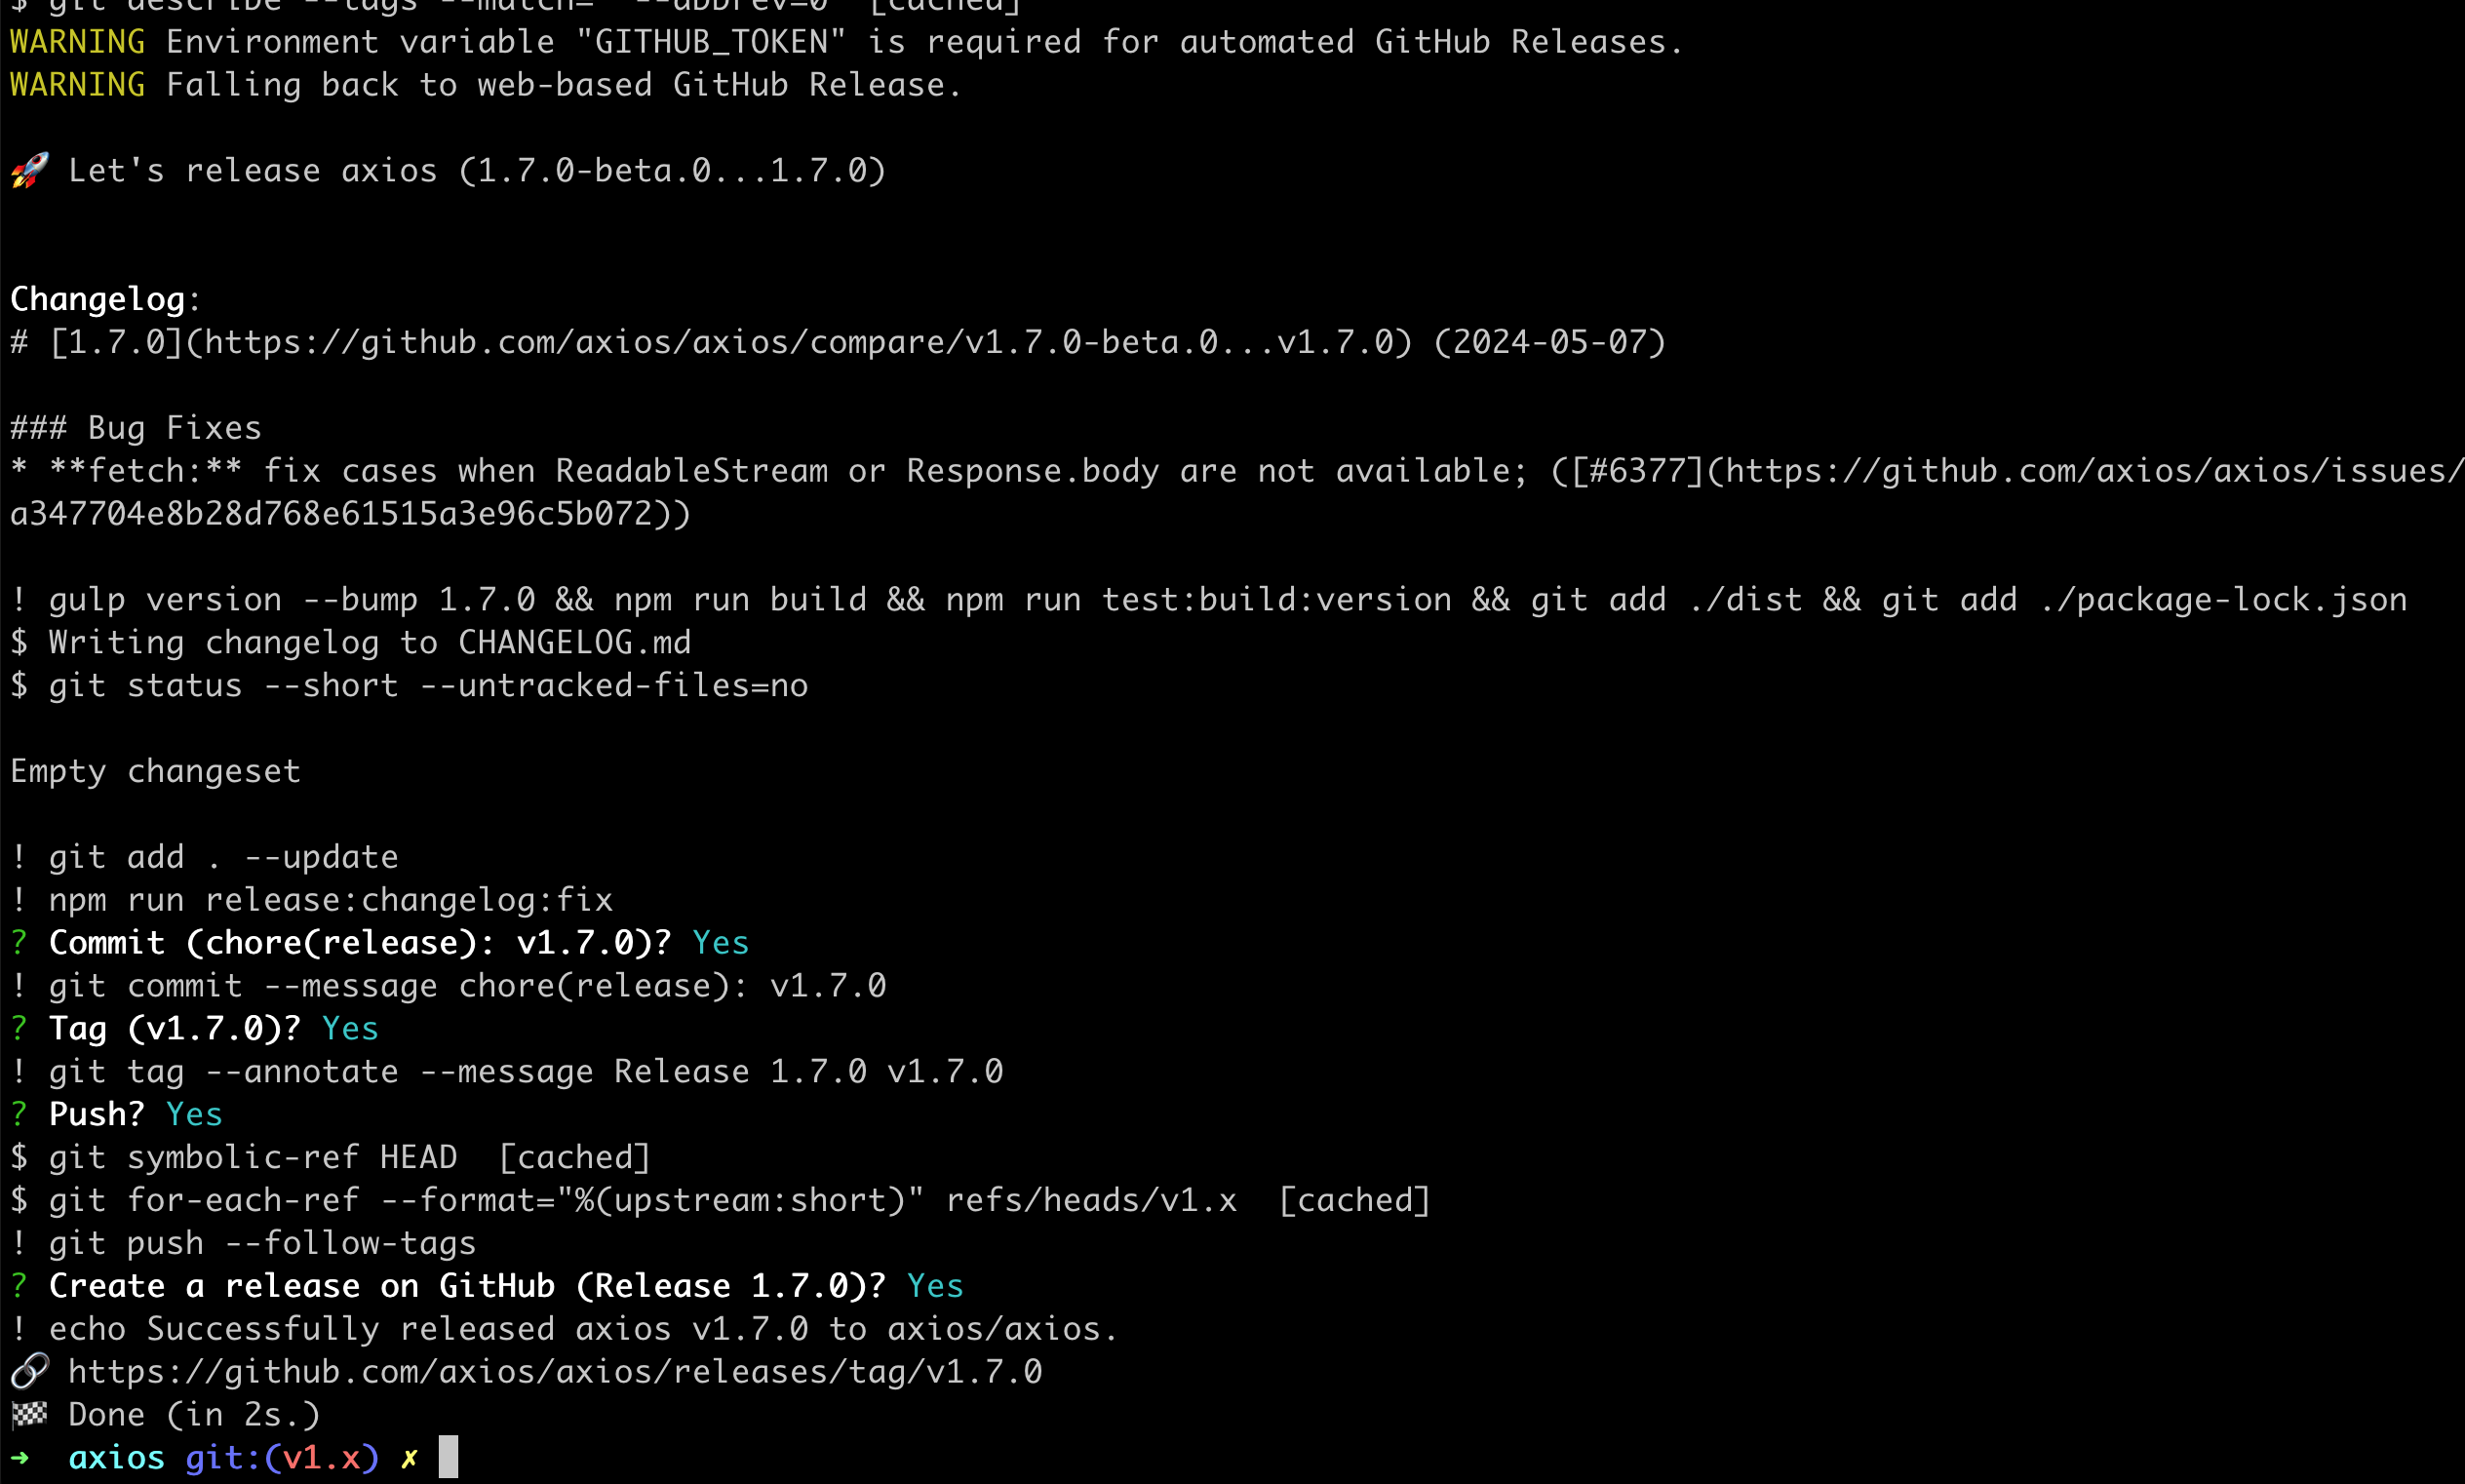 $ git describe --tags --match= --abbrev=0 [cached]
WARNING Environment variable "GITHUB_TOKEN" is required for automated GitHub Releases.
WARNING Falling back to web-based GitHub Release.
🚀 Let's release axios (1.7.0-beta.0...1.7.0)
Changelog:
# [1.7.0](https://github.com/axios/axios/compare/v1.7.0-beta.0...v1.7.0) (2024-05-07)
### Bug Fixes
* **fetch:** fix cases when ReadableStream or Response.body are not available; ([#6377](https://github.com/axios/axios/issues/
a347704e8b28d768e61515a3e96c5b072))
! gulp version --bump 1.7.0 && npm run build && npm run test:build:version && git add ./dist && git add ./package-lock.json
$ Writing changelog to CHANGELOG.md
$ git status --short --untracked-files=no
Empty changeset
! git add . --update
! npm run release:changelog:fix
? Commit (chore(release): v1.7.0)? Yes
! git commit --message chore(release): v1.7.0
? Tag (v1.7.0)? Yes
! git tag --annotate --message Release 1.7.0 v1.7.0
? Push? Yes
$ git symbolic-ref HEAD  [cached]
$ git for-each-ref --format="%(upstream:short)" refs/heads/v1.x  [cached]
! git push --follow-tags
? Create a release on GitHub (Release 1.7.0)? Yes
! echo Successfully released axios v1.7.0 to axios/axios.
🔗 https://github.com/axios/axios/releases/tag/v1.7.0
🏁 Done (in 2s.)
➜  axios git:(v1.x) ✗